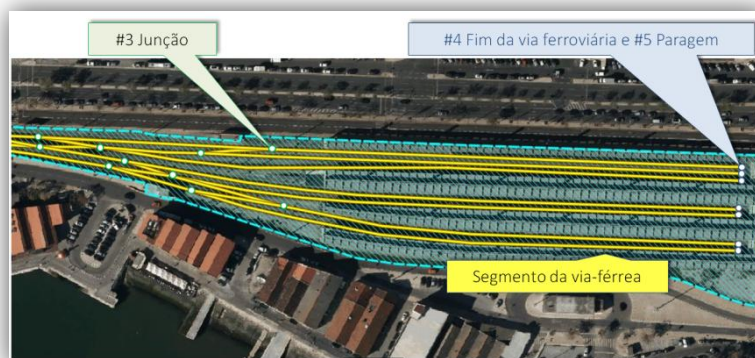 #3 Junção
#4 Fim da via ferroviária e #5 Paragem
Segmento da via-férrea